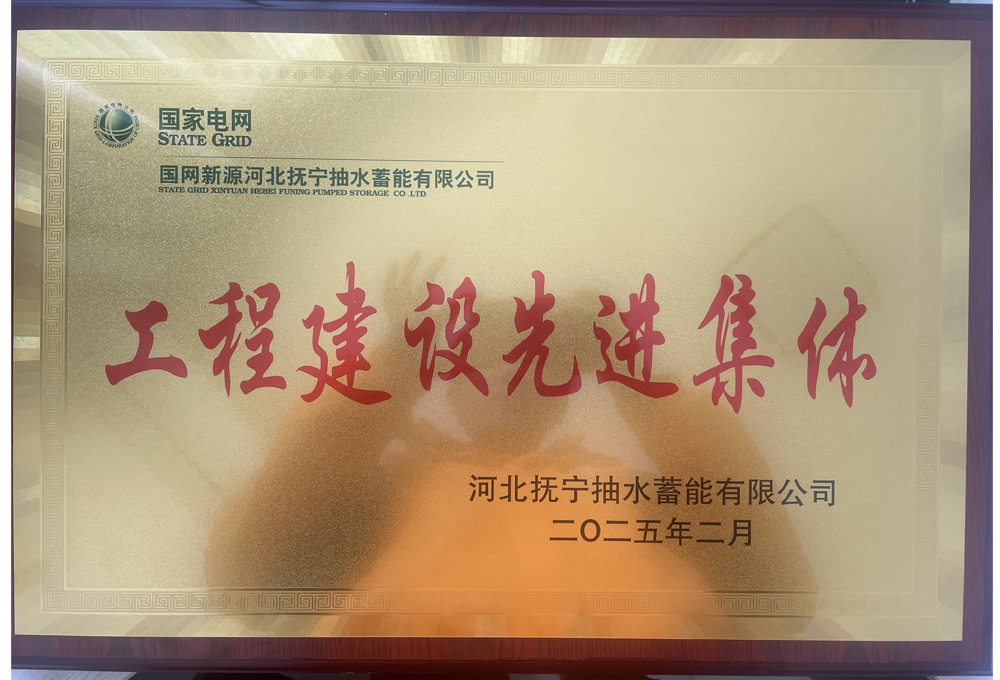 国家电网
STATE GRID
国网新源河北抚宁抽水蓄能有限公司
STATE GRID XINYUAN HEBEI FUNING PUMPED STORAGE CO.,LTD
工程建设先进集体
河北抚宁抽水蓄能有限公司
二〇二五年二月